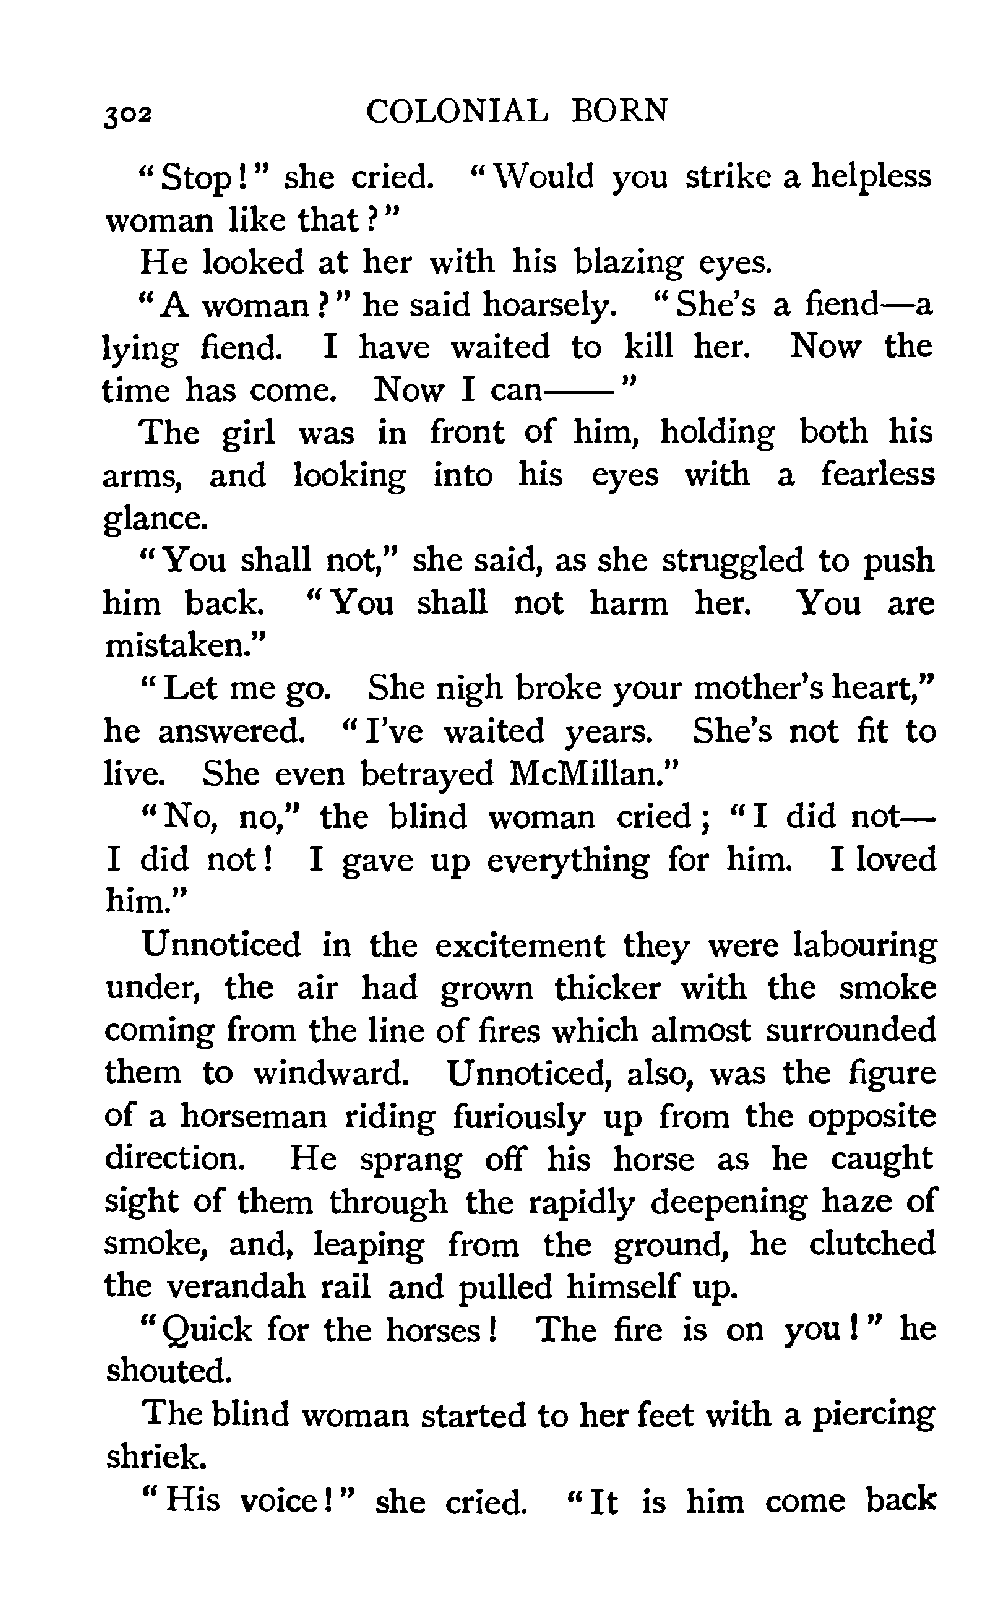 302 COLONIAL BORN
"Stop!" she cried. "Would you strike a helpless
woman like that?"
He looked at her with his blazing eyes.
"A woman?" he said hoarsely. "She's a fiend—a
lying fiend. I have waited to kill her. Now the
time has come. Now I can——"
The girl was in front of him, holding both his
arms, and looking into his eyes with a fearless
glance.
"You shall not," she said, as she struggled to push
him back. "You shall not harm her. You are
mistaken."
"Let me go. She nigh broke your mother's heart,"
he answered. "I've waited years. She's not fit to
live. She even betrayed McMillan."
"No, no," the blind woman cried; "I did not—
I did not! I gave up everything for him. I loved
him."
Unnoticed in the excitement they were labouring
under, the air had grown thicker with the smoke
coming from the line of fires which almost surrounded
them to windward. Unnoticed, also, was the figure
of a horseman riding furiously up from the opposite
direction. He sprang off his horse as he caught
sight of them through the rapidly deepening haze of
smoke, and, leaping from the ground, he clutched
the verandah rail and pulled himself up.
"Quick for the horses! The fire is on you!" he
shouted.
The blind woman started to her feet with a piercing
shriek.
"His voice!" she cried. "It is him come back